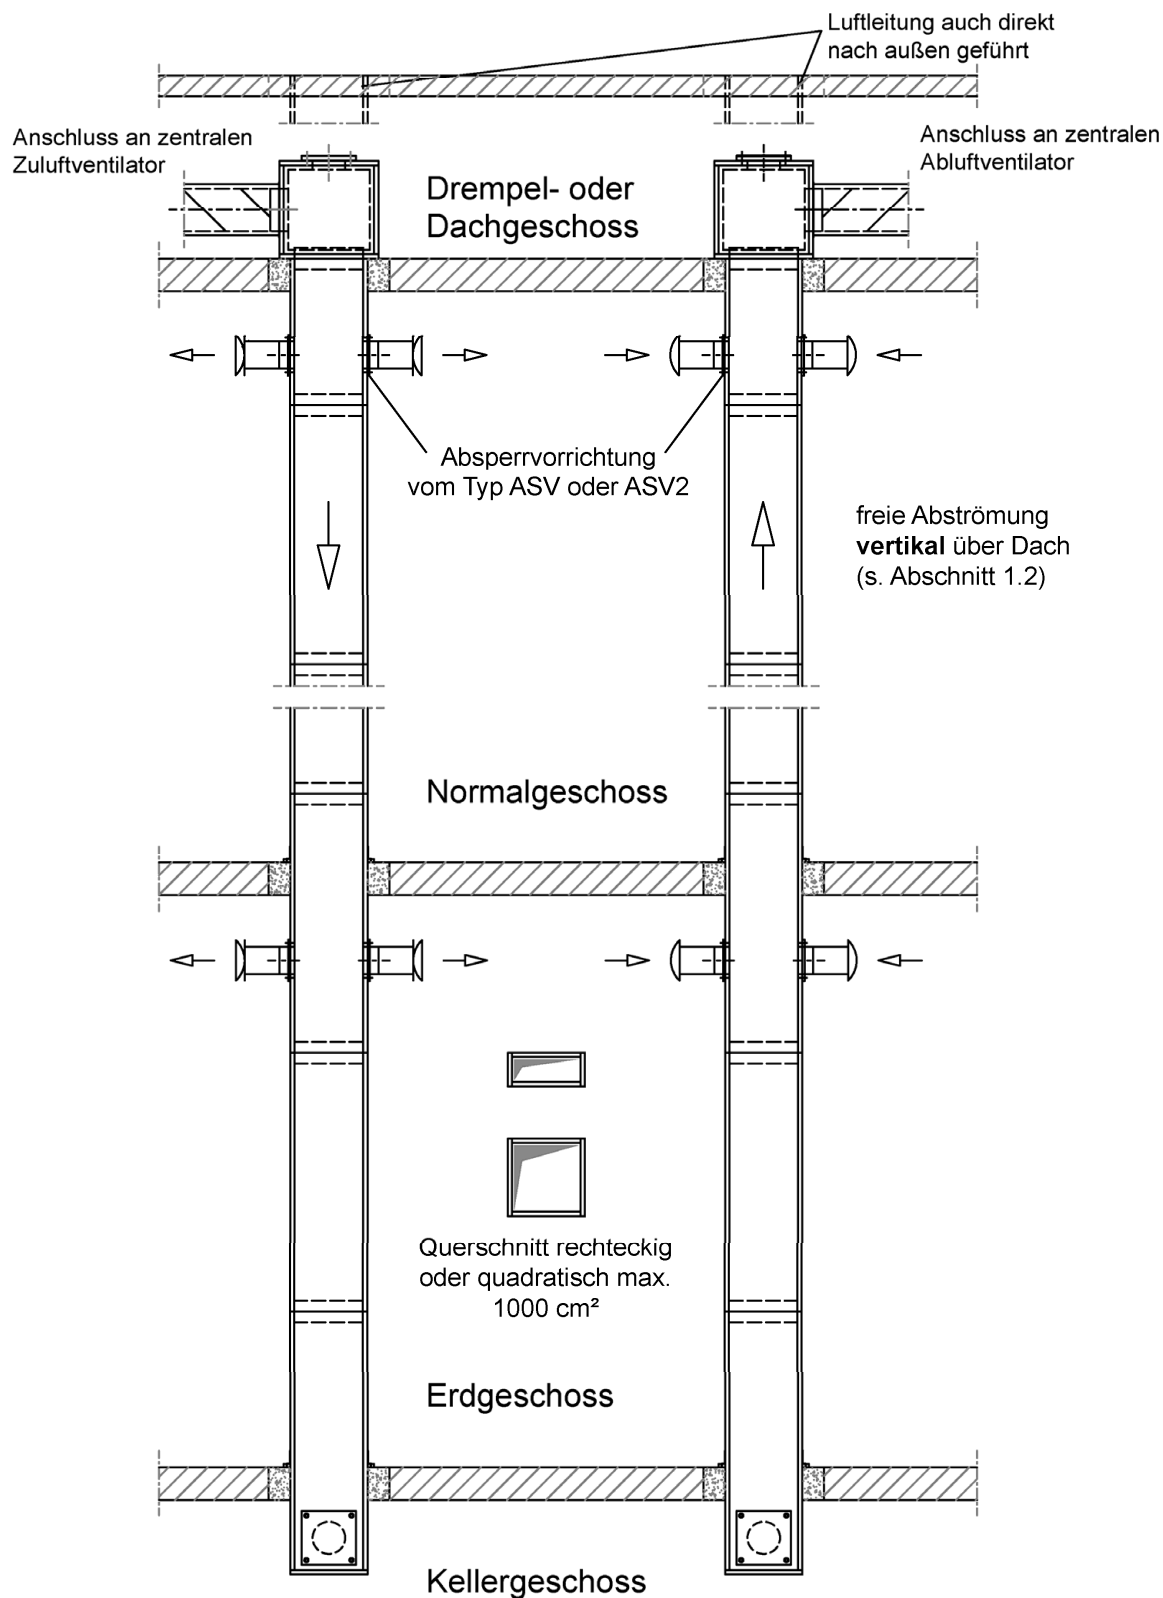 Luftleitung auch direkt
nach außen geführt
Anschluss an zentralen
Zuluftventilator
Anschluss an zentralen
Abluftventilator
Drempel- oder
Dachgeschoss
Absperrvorrichtung
vom Typ ASV oder ASV2
freie Abströmung
vertikal über Dach
(s. Abschnitt 1.2)
Normalgeschoss
Querschnitt rechteckig
oder quadratisch max.
1000 cm²
Erdgeschoss
Kellergeschoss